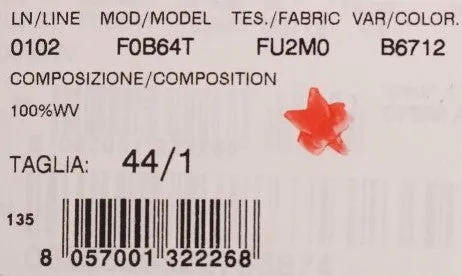 LN/LINE MOD/MODEL TES./FABRIC VAR/COLOR.
0102 F0B64T FU2M0 B6712
COMPOSIZIONE/COMPOSITION
100%WV
TAGLIA: 44/1
135
8 057001 322268